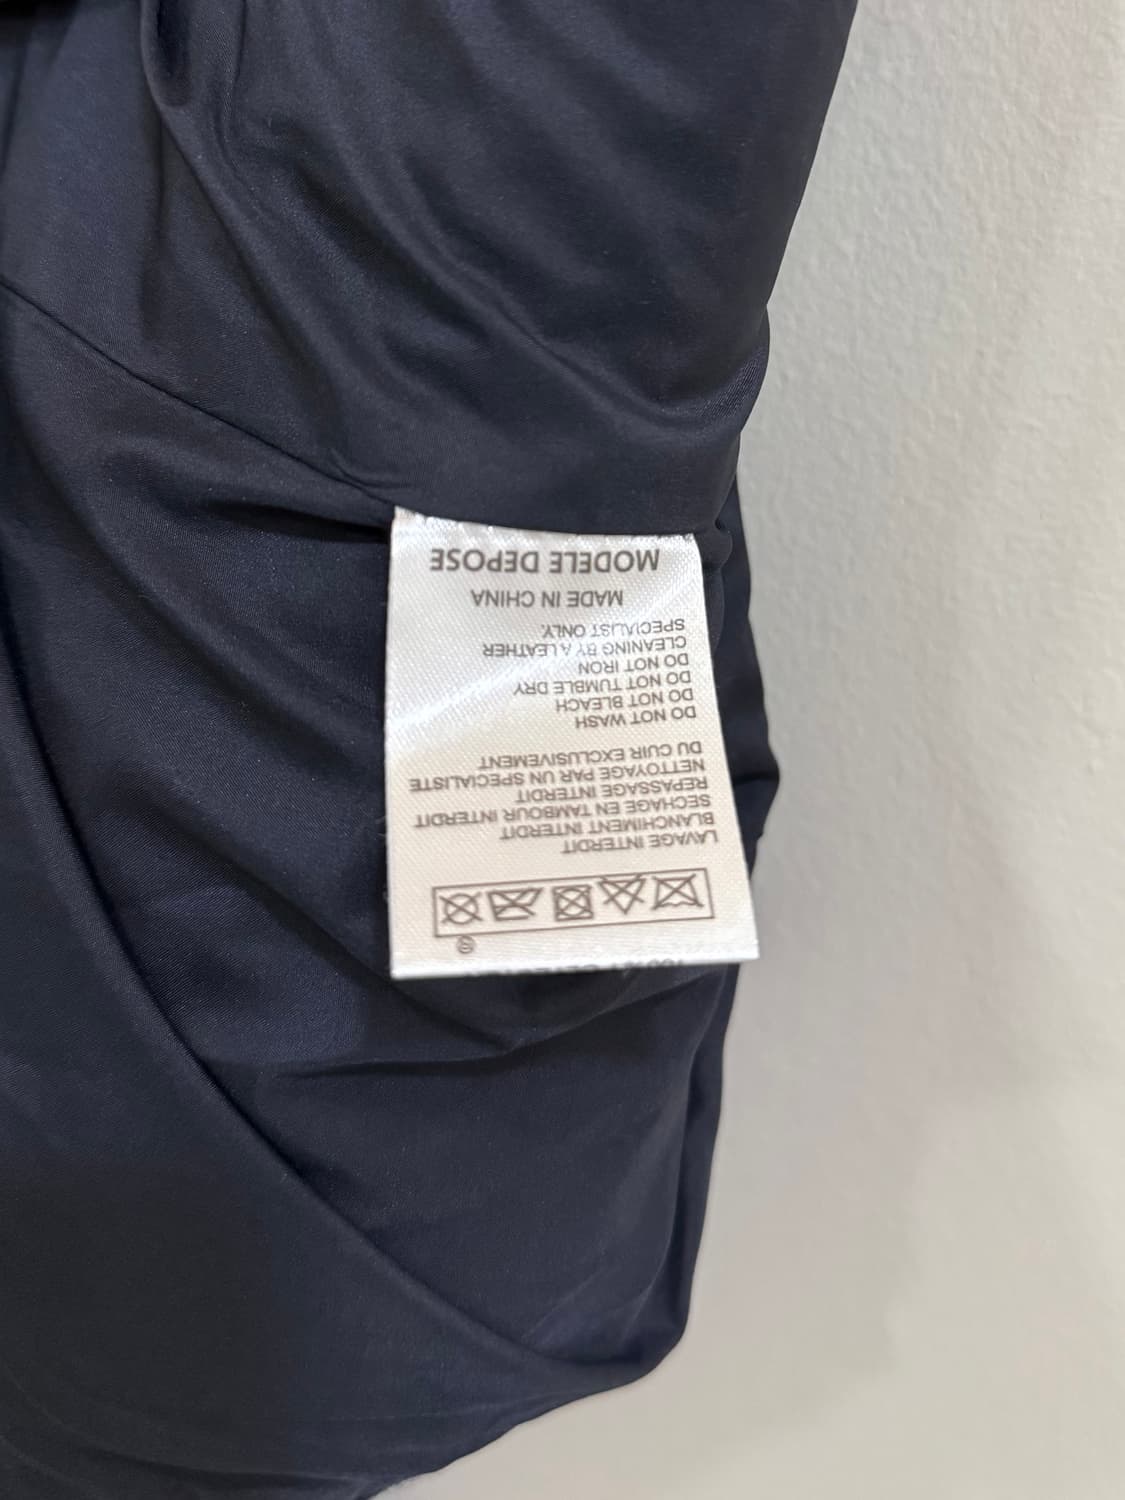 LAVAGE INTERDIT
BLANCHIMENT INTERDIT
SECHAGE EN TAMBOUR INTERDIT
REPASSAGE INTERDIT
NETTOYAGE PAR UN SPECIALISTE
DU CUIR EXCLUSIVEMENT
DO NOT WASH
DO NOT BLEACH
DO NOT TUMBLE DRY
DO NOT IRON
CLEANING BY A LEATHER
SPECIALIST ONLY.
MADE IN CHINA
MODELE DEPOSE